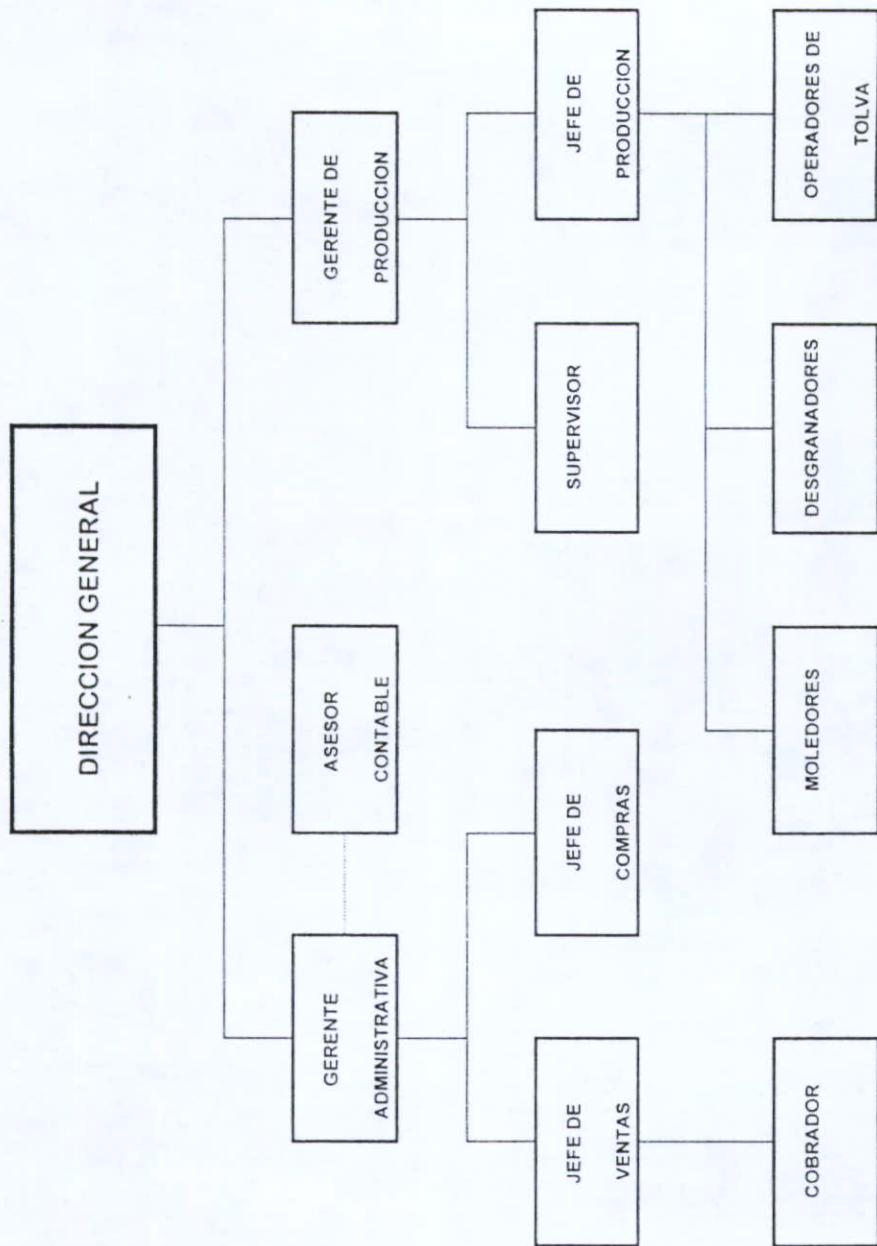 DIRECCION GENERAL
GERENTE
ADMINISTRATIVA
ASESOR
CONTABLE
GERENTE DE
PRODUCCION
JEFE DE
VENTAS
JEFE DE
COMPRAS
SUPERVISOR
JEFE DE
PRODUCCION
COBRADOR
MOLEDORES
DESGRANADORES
OPERADORES DE
TOLVA